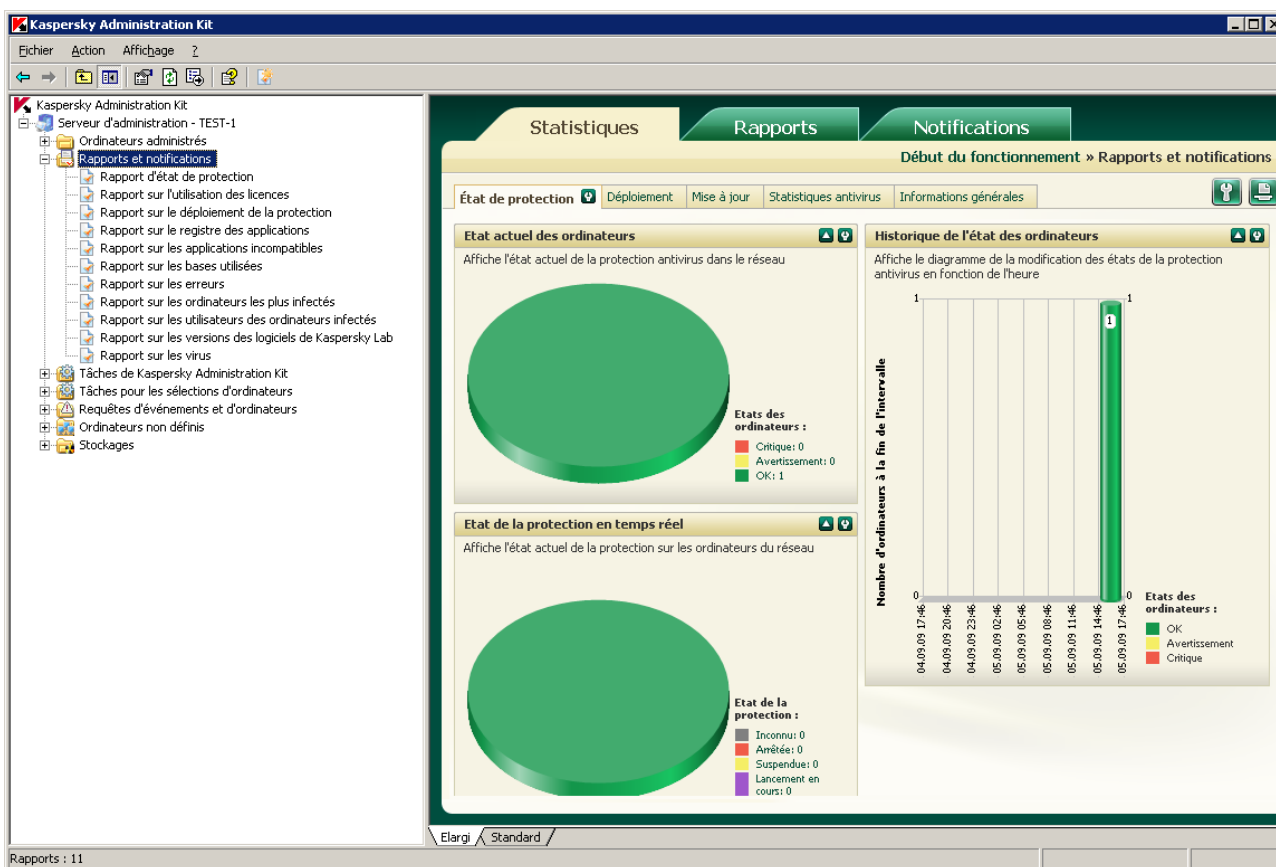 Kaspersky Administration Kit
Fichier Action Affichage ?
Kaspersky Administration Kit
Serveur d'administration - TEST-1
Ordinateurs administrés
Rapports et notifications
Rapport d'état de protection
Rapport sur l'utilisation des licences
Rapport sur le déploiement de la protection
Rapport sur le registre des applications
Rapport sur les applications incompatibles
Rapport sur les bases utilisées
Rapport sur les erreurs
Rapport sur les ordinateurs les plus infectés
Rapport sur les utilisateurs des ordinateurs infectés
Rapport sur les versions des logiciels de Kaspersky Lab
Rapport sur les virus
Tâches de Kaspersky Administration Kit
Tâches pour les sélections d'ordinateurs
Requêtes d'événements et d'ordinateurs
Ordinateurs non définis
Stockages
Statistiques Rapports Notifications
Début du fonctionnement » Rapports et notifications
État de protection Déploiement Mise à jour Statistiques antivirus Informations générales
Etat actuel des ordinateurs
Affiche l'état actuel de la protection antivirus dans le réseau
Etats des
ordinateurs :
Critique: 0
Avertissement: 0
OK: 1
Etat de la protection en temps réel
Affiche l'état actuel de la protection sur les ordinateurs du réseau
Etat de la
protection :
Inconnu: 0
Arrêtée: 0
Suspendue: 0
Lancement en
cours: 0
Historique de l'état des ordinateurs
Affiche le diagramme de la modification des états de la protection
antivirus en fonction de l'heure
1 1
1
Nombre d'ordinateurs à la fin de l'intervalle
0 0
04.09.09 17:46
04.09.09 20:46
04.09.09 23:46
05.09.09 02:46
05.09.09 05:46
05.09.09 08:46
05.09.09 11:46
05.09.09 14:46
05.09.09 17:46
Etats des
ordinateurs :
OK
Avertissement
Critique
Elargi Standard
Rapports : 11